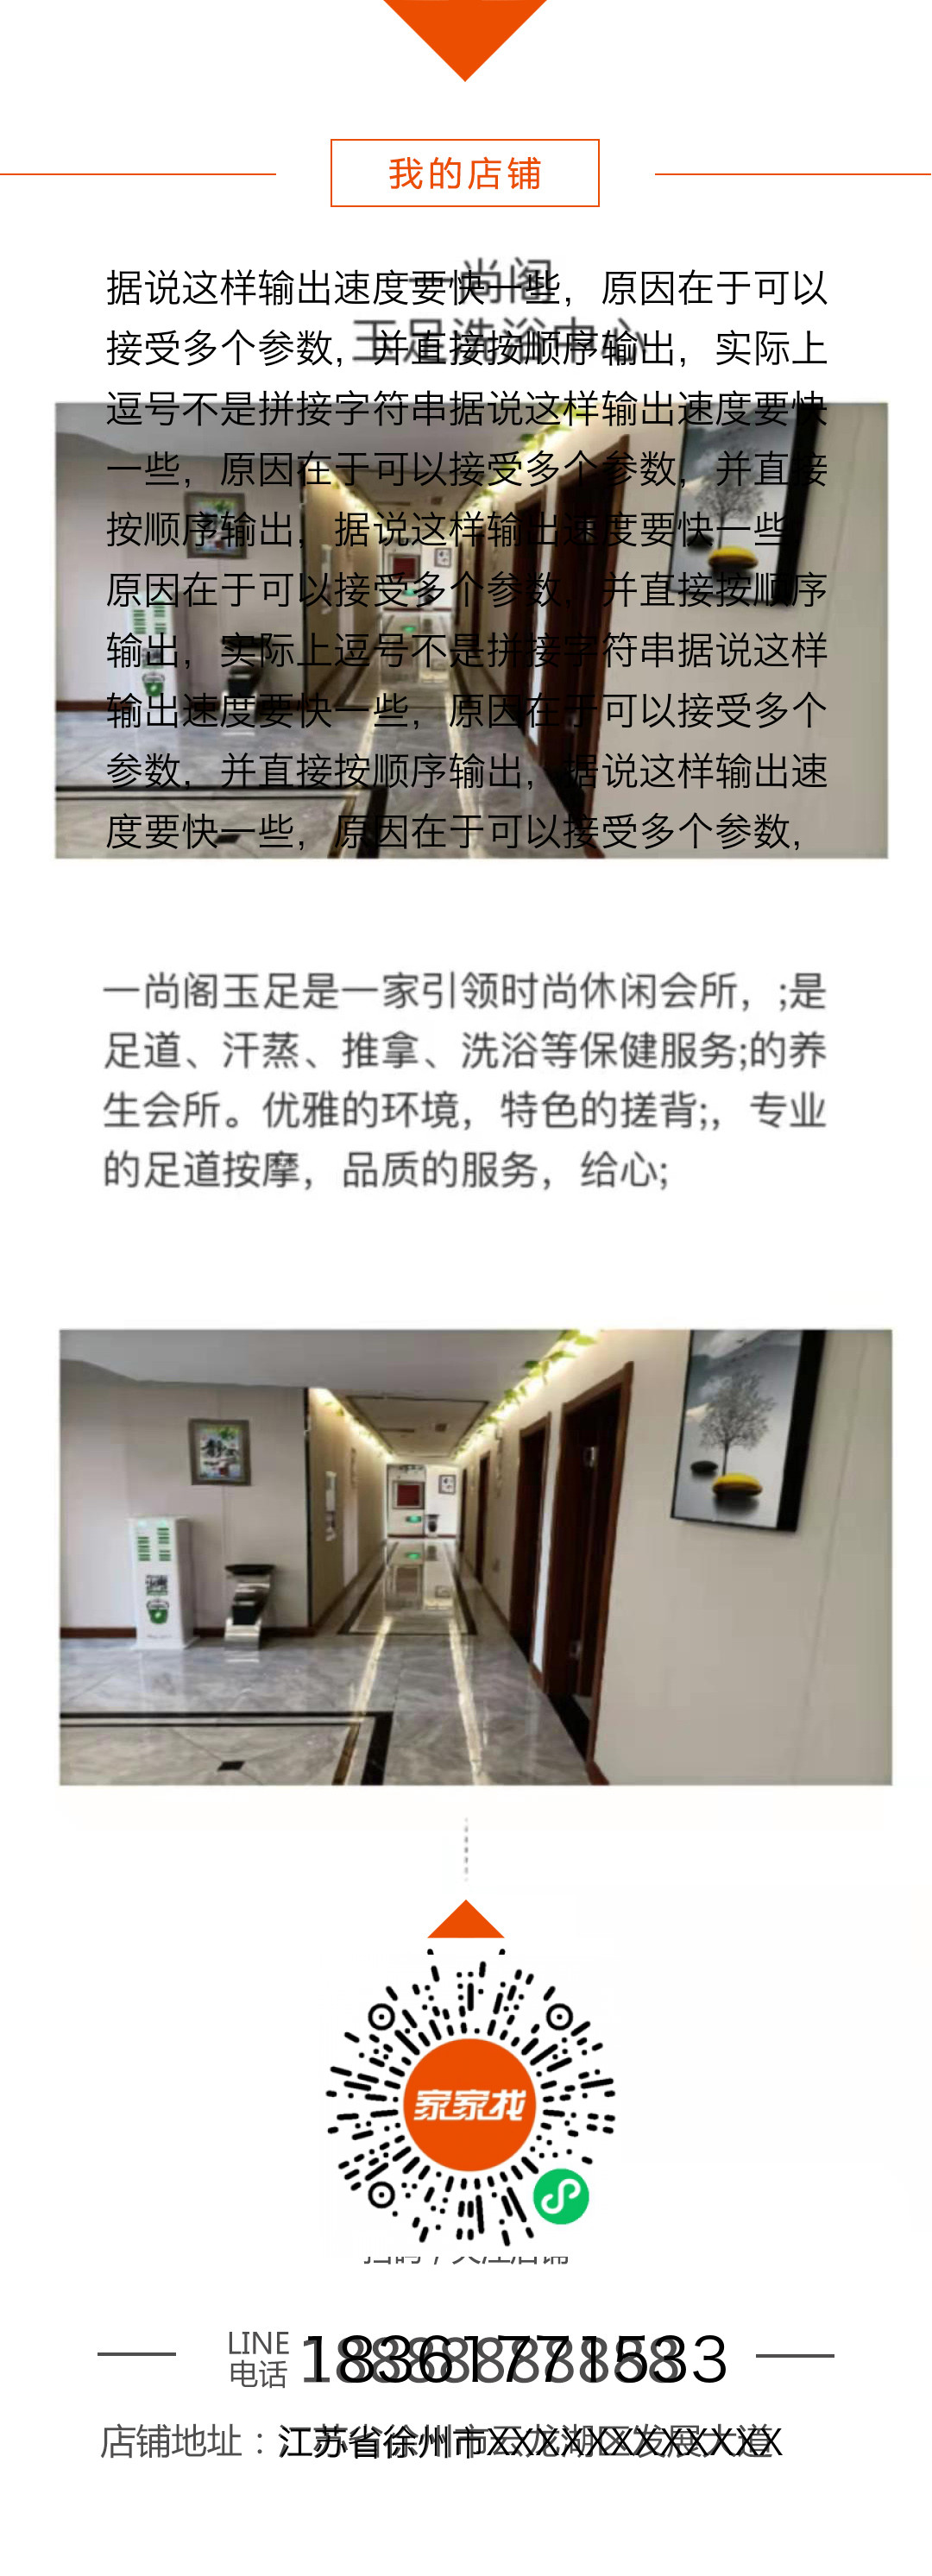 我的店铺
一尚阁
据说这样输出速度要快一些，原因在于可以
玉足洗浴中心
接受多个参数，并直接按顺序输出，实际上
逗号不是拼接字符串据说这样输出速度要快
一些，原因在于可以接受多个参数，并直接
按顺序输出，据说这样输出速度要快一些，
原因在于可以接受多个参数，并直接按顺序
输出，实际上逗号不是拼接字符串据说这样
输出速度要快一些，原因在于可以接受多个
参数，并直接按顺序输出，据说这样输出速
度要快一些，原因在于可以接受多个参数，
一尚阁玉足是一家引领时尚休闲会所，;是
足道、汗蒸、推拿、洗浴等保健服务;的养
生会所。优雅的环境，特色的搓背;，专业
的足道按摩，品质的服务，给心;
家家找
LINE
电话
18361771533
店铺地址：江苏省徐州市XXXXXXXXXXXX